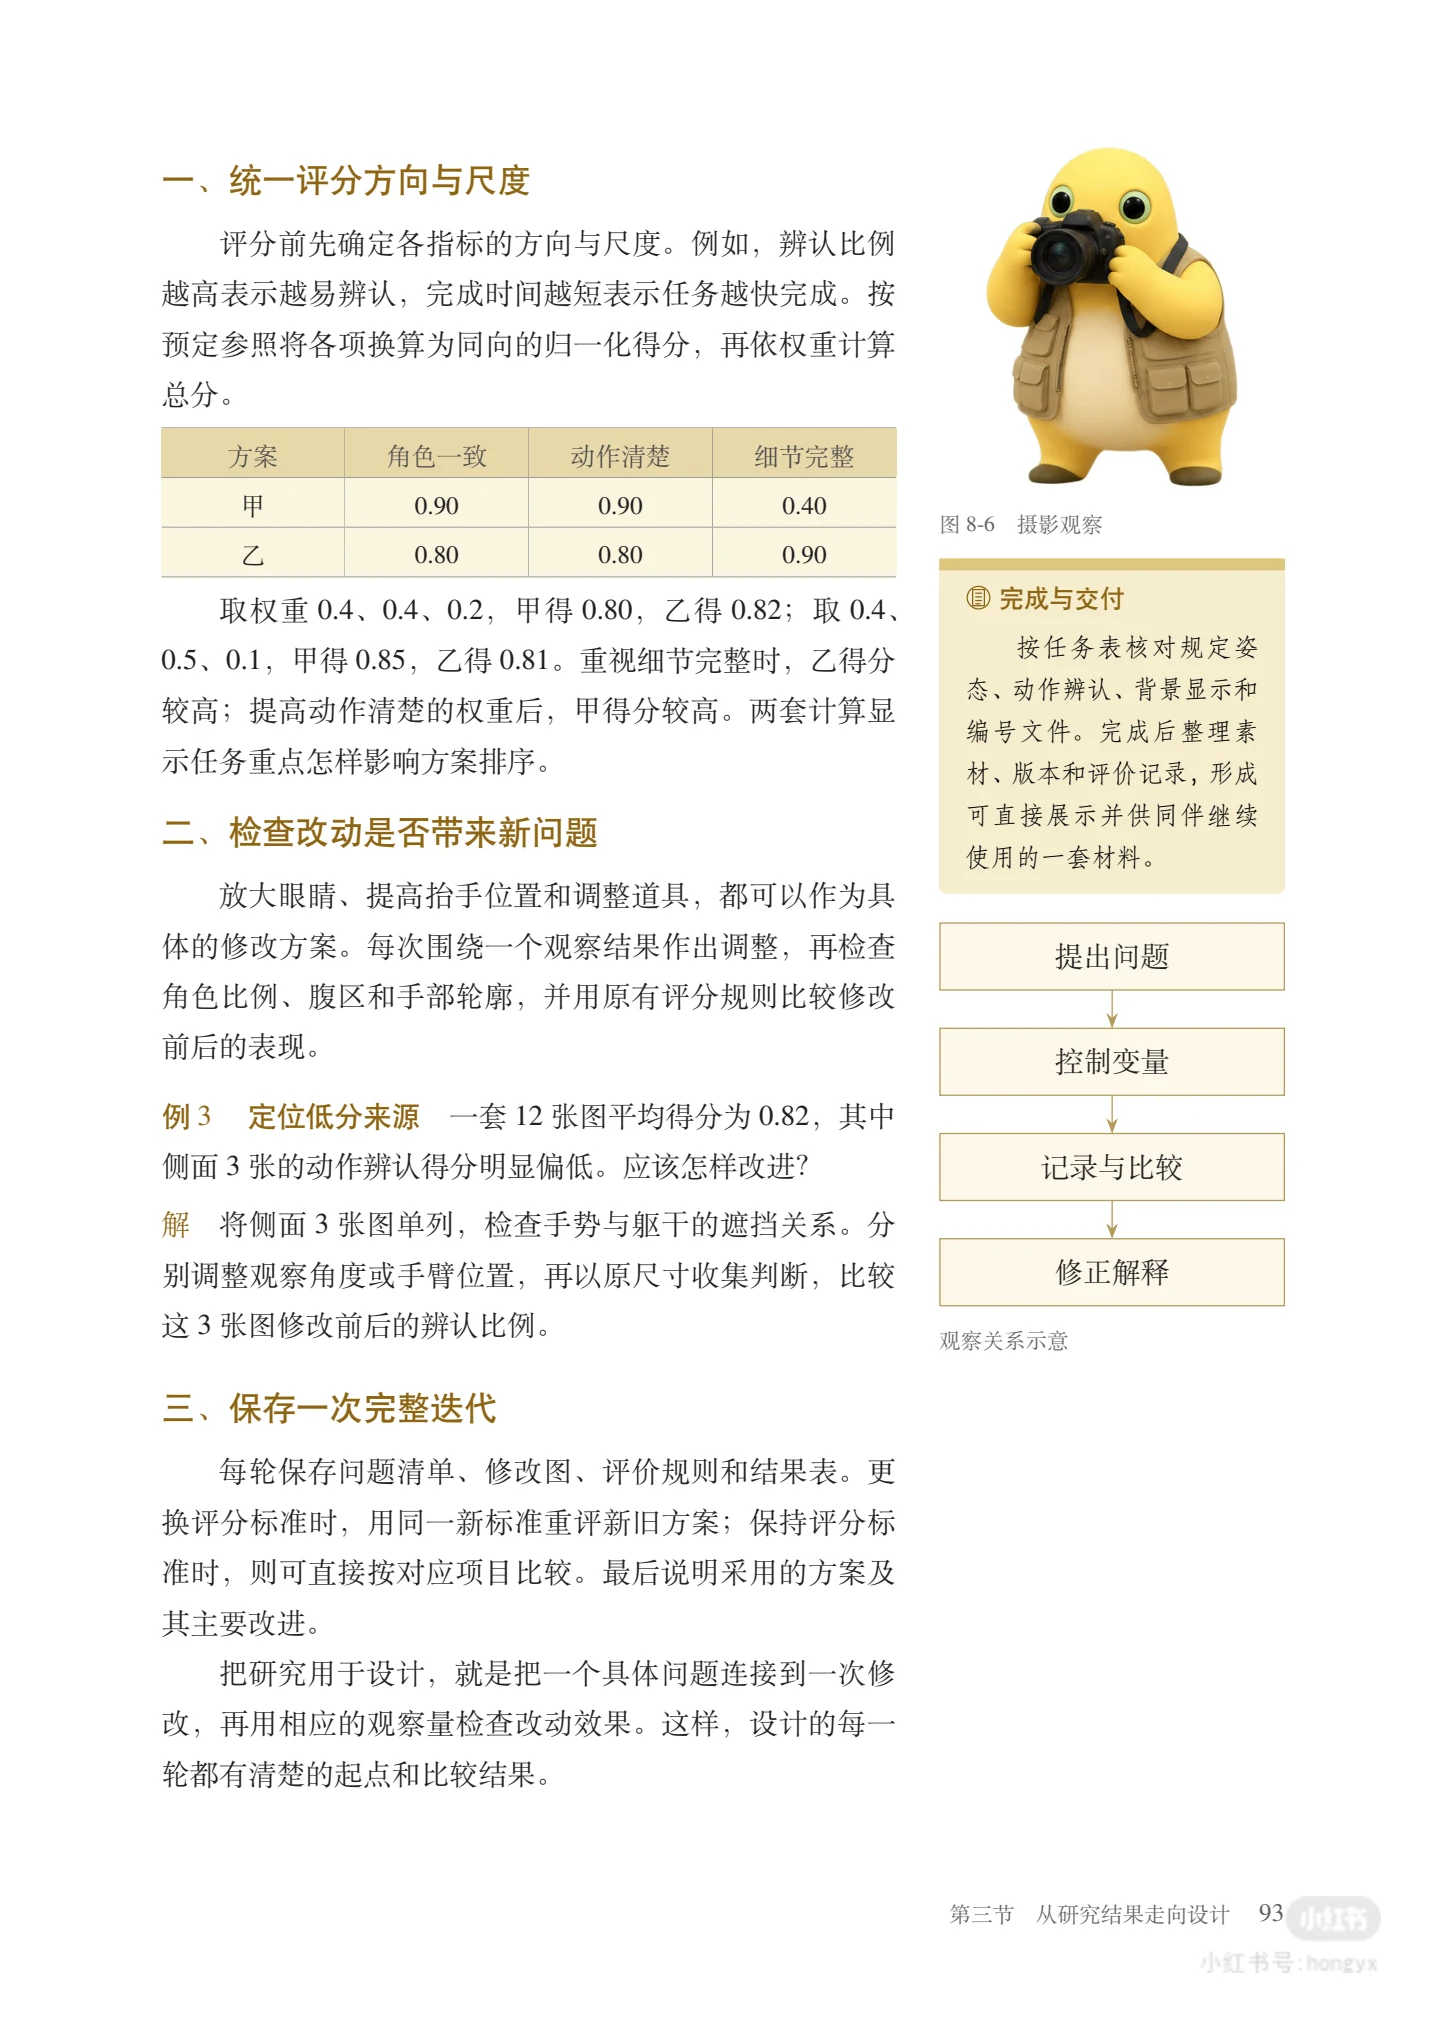 一、统一评分方向与尺度
评分前先确定各指标的方向与尺度。例如，辨认比例
越高表示越易辨认，完成时间越短表示任务越快完成。按
预定参照将各项换算为同向的归一化得分，再依权重计算
总分。
方案 角色一致 动作清楚 细节完整
甲 0.90 0.90 0.40
乙 0.80 0.80 0.90
取权重 0.4、0.4、0.2，甲得 0.80，乙得 0.82；取 0.4、
0.5、0.1，甲得 0.85，乙得 0.81。重视细节完整时，乙得分
较高；提高动作清楚的权重后，甲得分较高。两套计算显
示任务重点怎样影响方案排序。
二、检查改动是否带来新问题
放大眼睛、提高抬手位置和调整道具，都可以作为具
体的修改方案。每次围绕一个观察结果作出调整，再检查
角色比例、腹区和手部轮廓，并用原有评分规则比较修改
前后的表现。
例 3 定位低分来源 一套 12 张图平均得分为 0.82，其中
侧面 3 张的动作辨认得分明显偏低。应该怎样改进？
解 将侧面 3 张图单列，检查手势与躯干的遮挡关系。分
别调整观察角度或手臂位置，再以原尺寸收集判断，比较
这 3 张图修改前后的辨认比例。
三、保存一次完整迭代
每轮保存问题清单、修改图、评价规则和结果表。更
换评分标准时，用同一新标准重评新旧方案；保持评分标
准时，则可直接按对应项目比较。最后说明采用的方案及
其主要改进。
把研究用于设计，就是把一个具体问题连接到一次修
改，再用相应的观察量检查改动效果。这样，设计的每一
轮都有清楚的起点和比较结果。
图 8-6 摄影观察
完成与交付
按任务表核对规定姿
态、动作辨认、背景显示和
编号文件。完成后整理素
材、版本和评价记录，形成
可直接展示并供同伴继续
使用的一套材料。
提出问题
控制变量
记录与比较
修正解释
观察关系示意
第三节 从研究结果走向设计 93
小红书
小红书号:hongyx